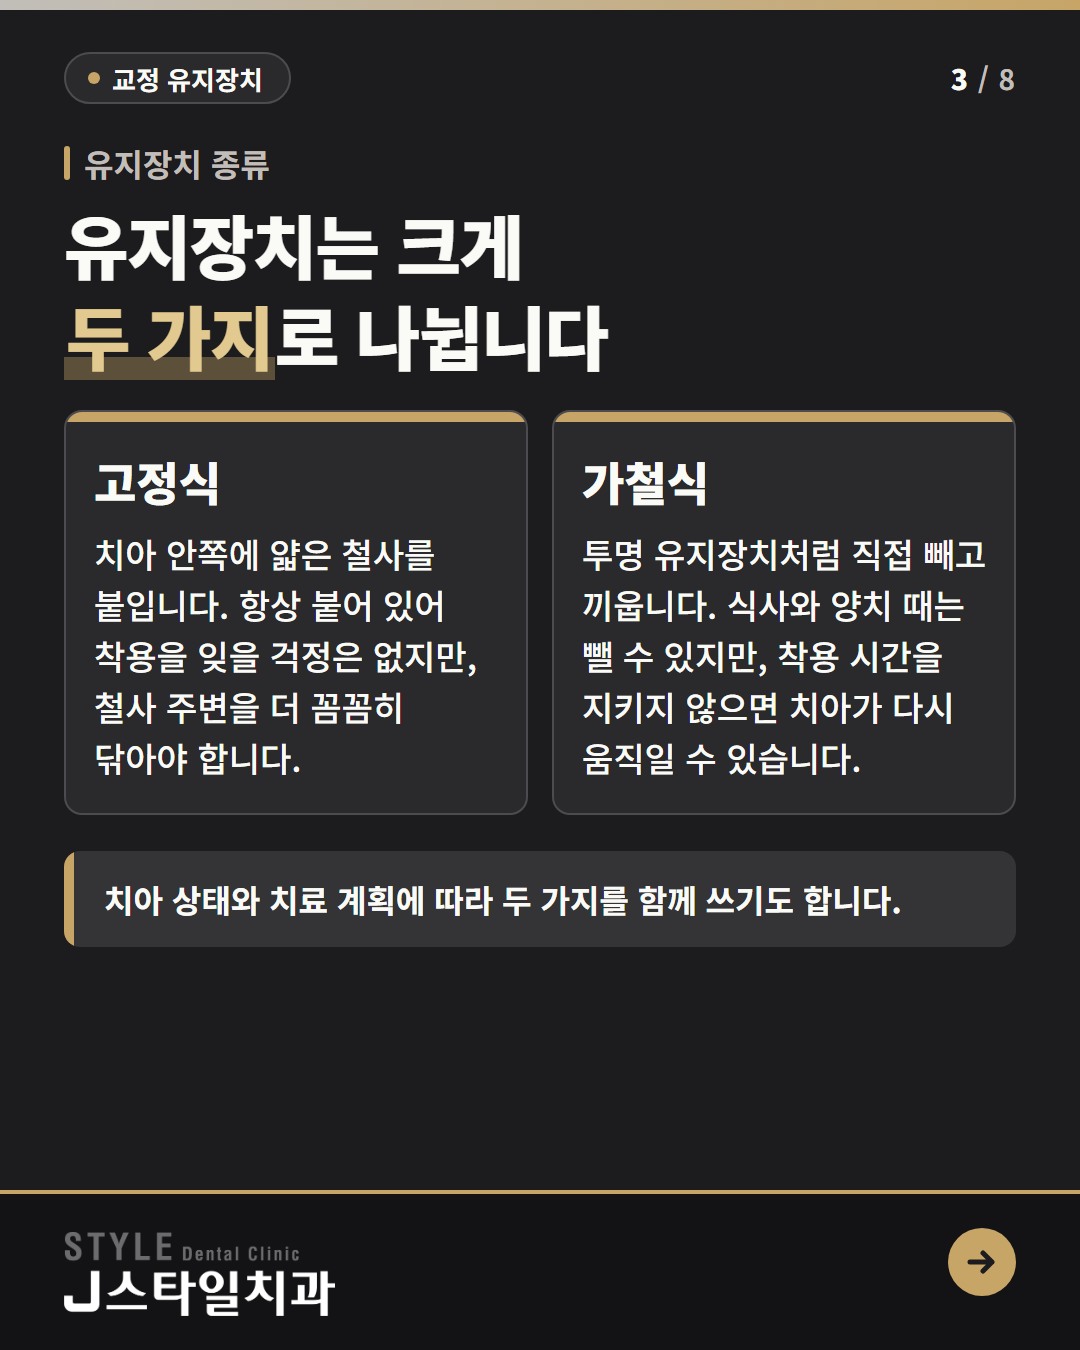 교정 유지장치
3 / 8
유지장치 종류
유지장치는 크게
두 가지로 나뉩니다
고정식
치아 안쪽에 얇은 철사를
붙입니다. 항상 붙어 있어
착용을 잊을 걱정은 없지만,
철사 주변을 더 꼼꼼히
닦아야 합니다.
가철식
투명 유지장치처럼 직접 빼고
끼웁니다. 식사와 양치 때는
뺄 수 있지만, 착용 시간을
지키지 않으면 치아가 다시
움직일 수 있습니다.
치아 상태와 치료 계획에 따라 두 가지를 함께 쓰기도 합니다.
STYLE Dental Clinic
J스타일치과